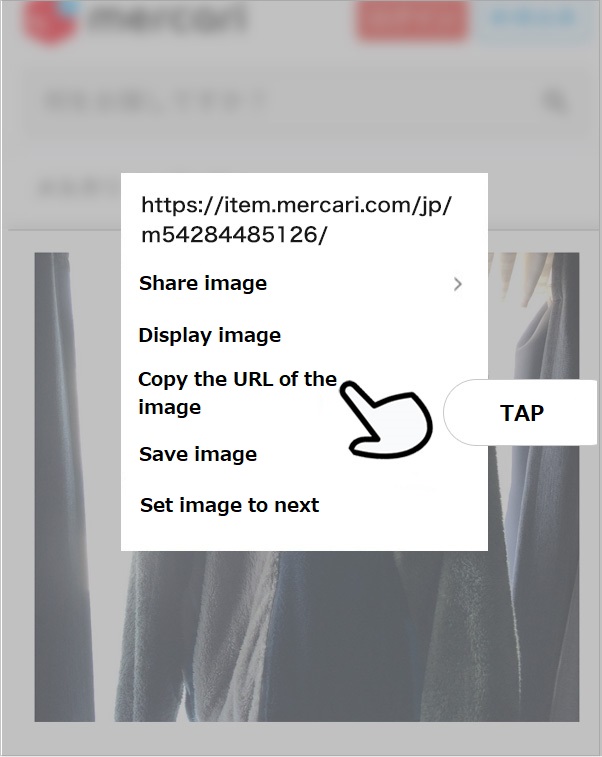 mercari
https://item.mercari.com/jp/
m54284485126/
Share image
Display image
Copy the URL of the
image
TAP
Save image
Set image to next